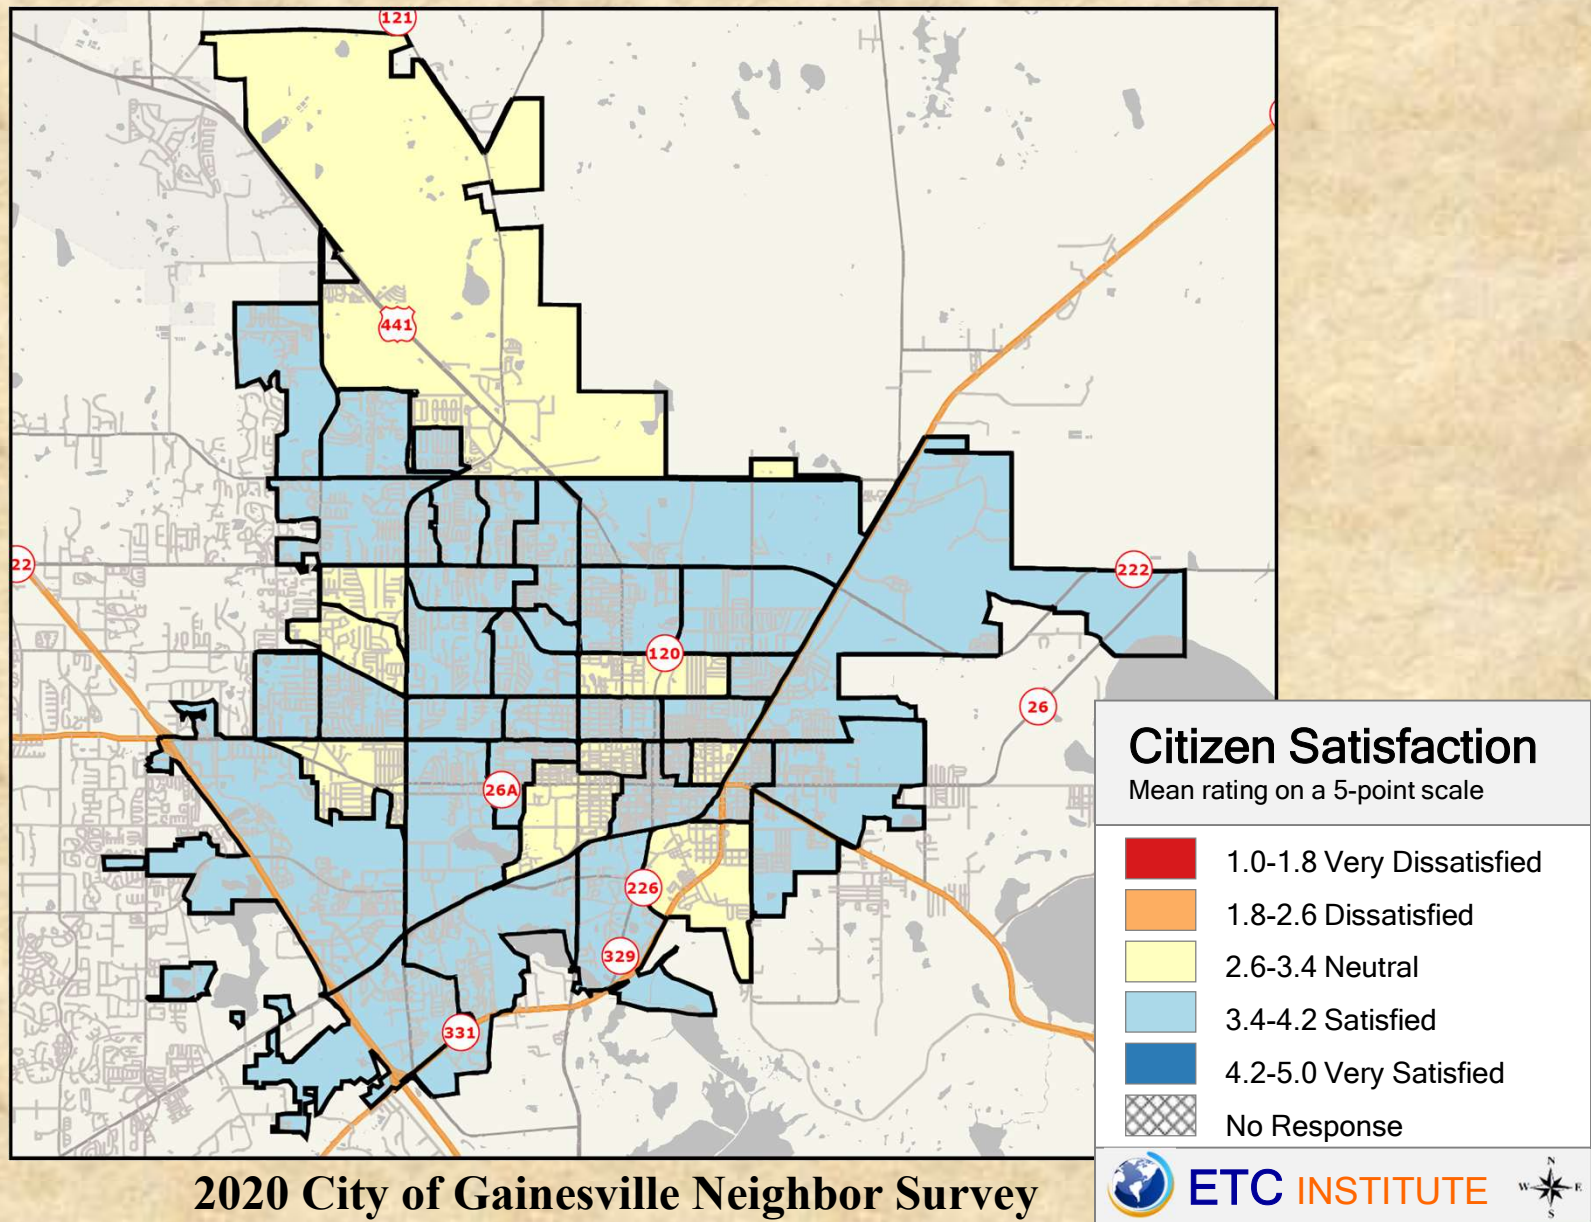 121
441
22
222
120
26
26A
226
329
331
Citizen Satisfaction
Mean rating on a 5-point scale
1.0-1.8 Very Dissatisfied
1.8-2.6 Dissatisfied
2.6-3.4 Neutral
3.4-4.2 Satisfied
4.2-5.0 Very Satisfied
No Response
2020 City of Gainesville Neighbor Survey
ETC INSTITUTE
N
W E
S